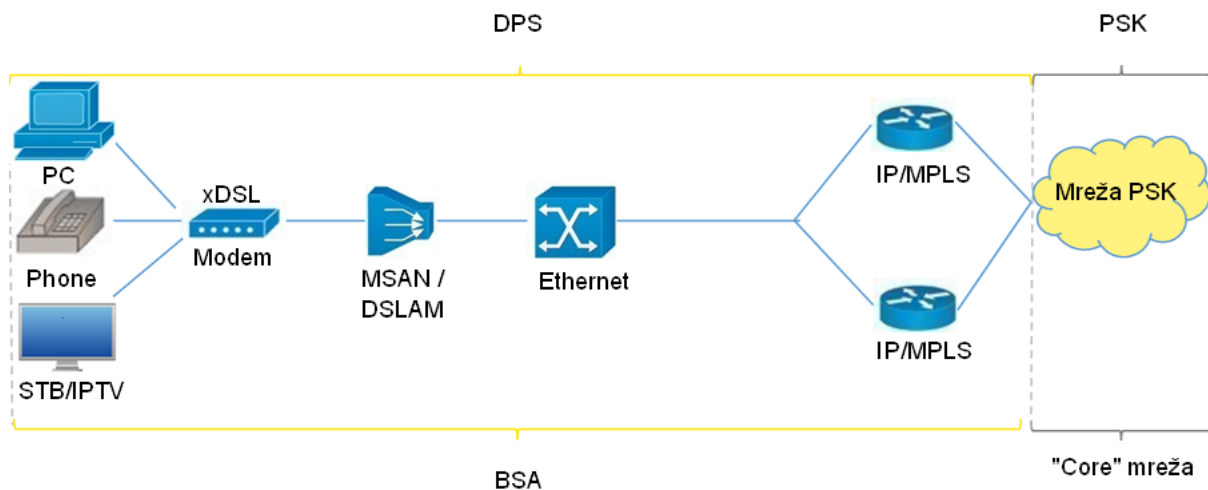 DPS
PSK
PC
xDSL
Modem
Phone
STB/IPTV
MSAN /
DSLAM
Ethernet
IP/MPLS
IP/MPLS
Mreža PSK
BSA
"Core" mreža